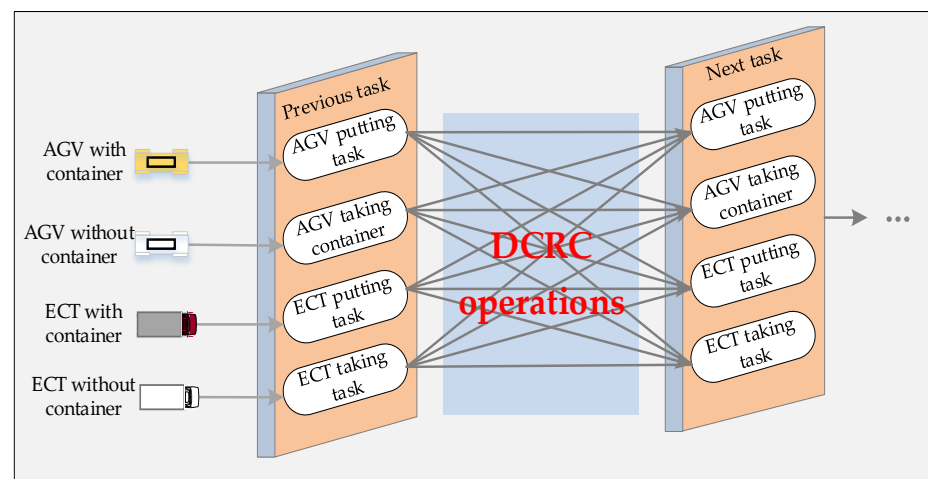 Previous task
Next task
AGV with
container
AGV without
container
ECT with
container
ECT without
container
AGV putting
task
AGV taking
container
ECT putting
task
ECT taking
task
DCRC
operations
AGV putting
task
AGV taking
container
ECT putting
task
ECT taking
task
...